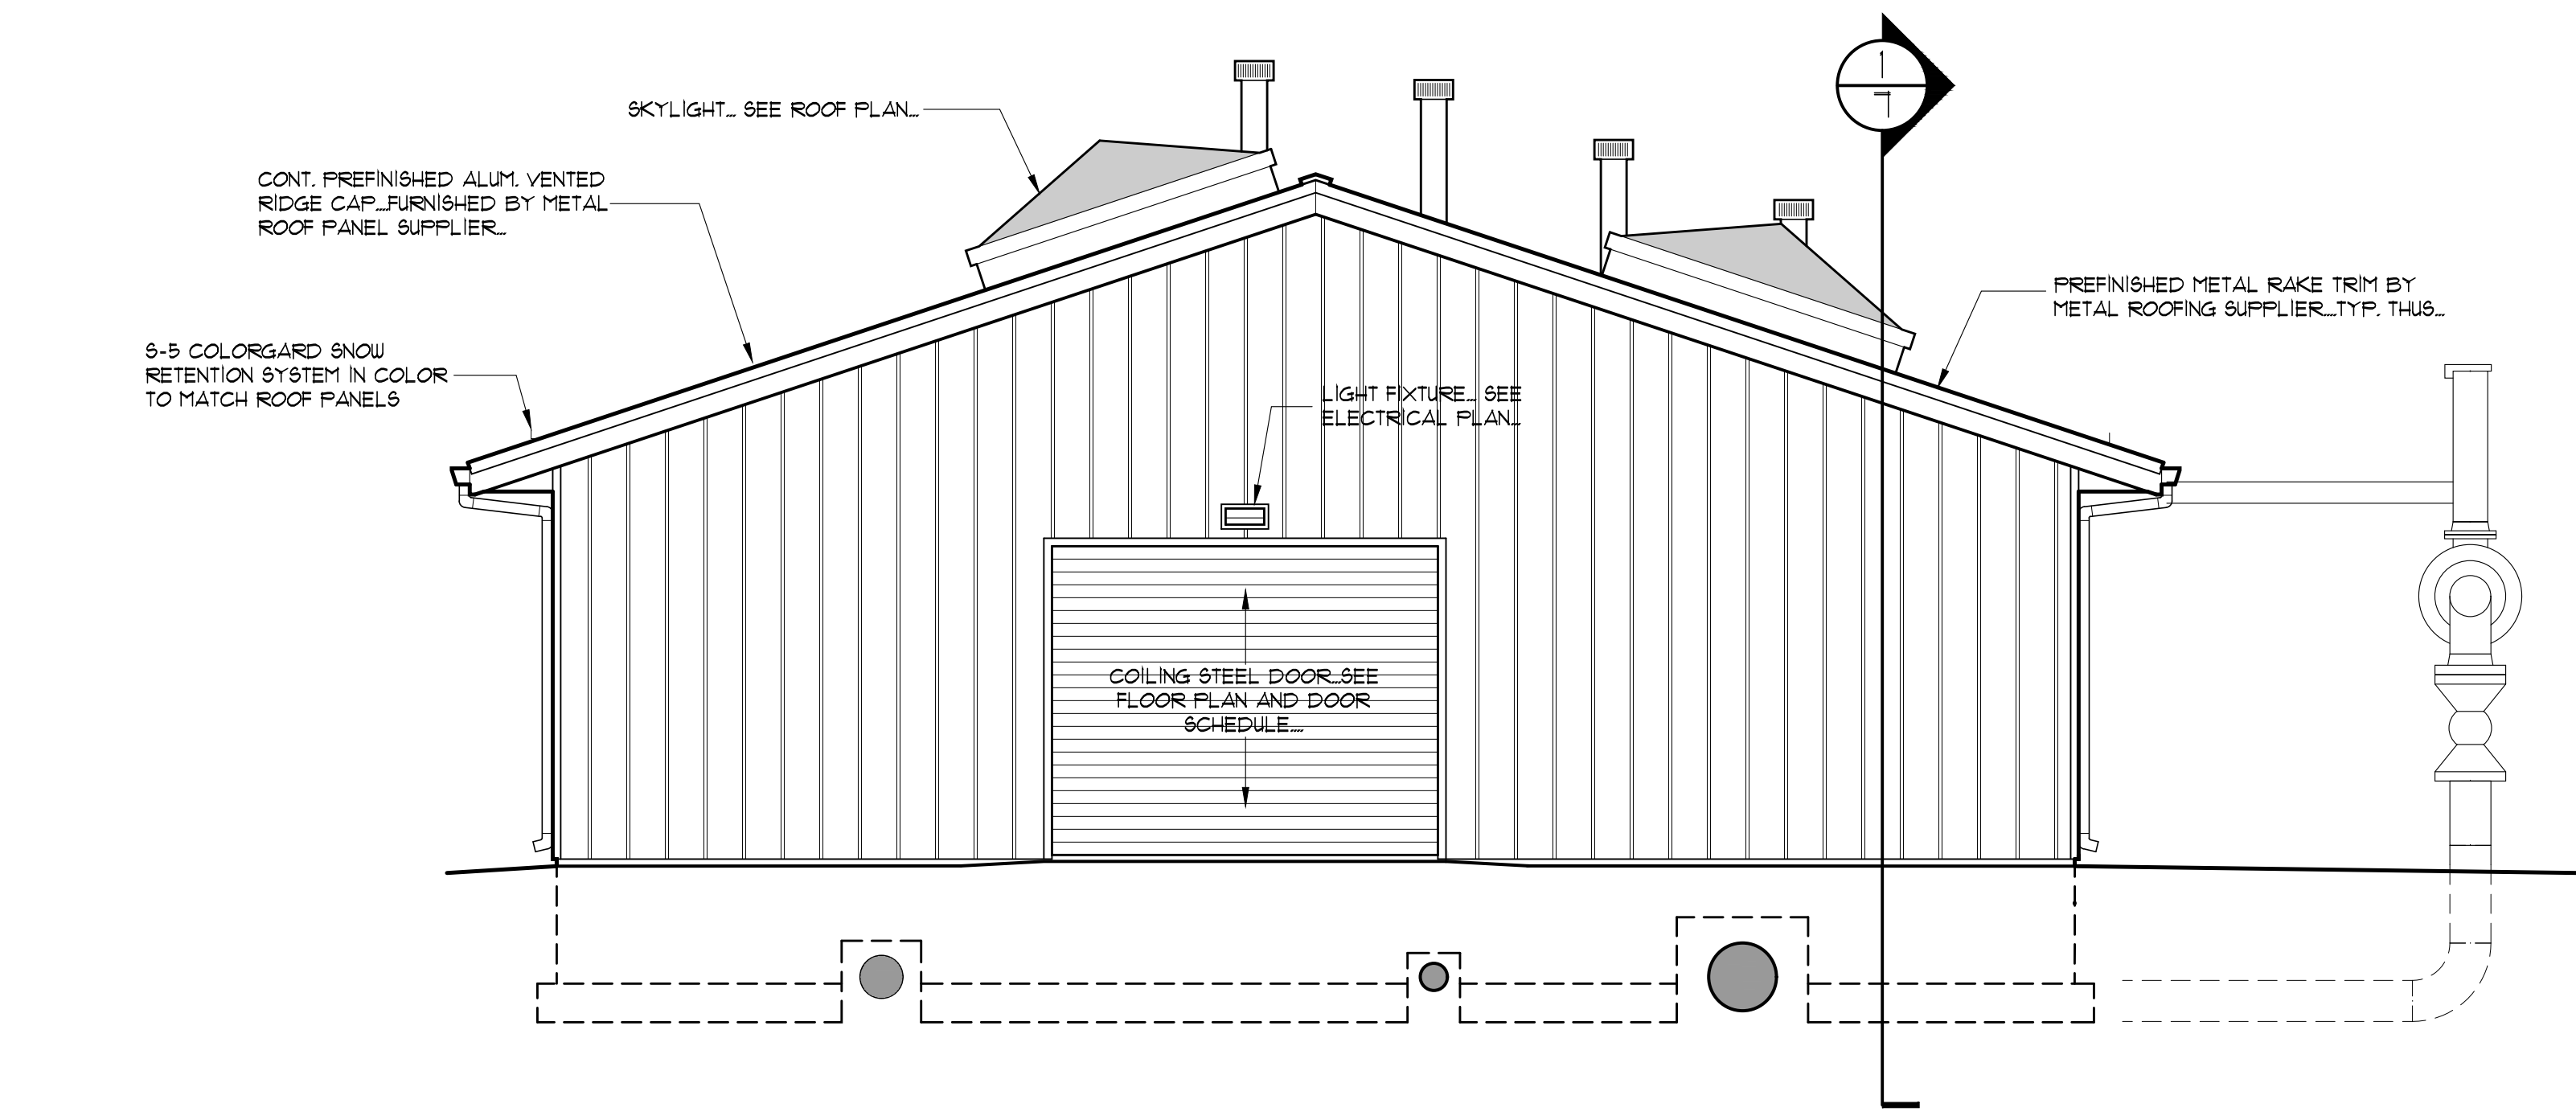 SKYLIGHT... SEE ROOF PLAN...
CONT. PREFINISHED ALUM. VENTED
RIDGE CAP....FURNISHED BY METAL
ROOF PANEL SUPPLIER...
S-5 COLORGARD SNOW
RETENTION SYSTEM IN COLOR
TO MATCH ROOF PANELS
1
PREFINISHED METAL RAKE TRIM BY
METAL ROOFING SUPPLIER....TYP. THUS...
LIGHT FIXTURE... SEE
ELECTRICAL PLAN...
COILING STEEL DOOR...SEE
FLOOR PLAN AND DOOR
SCHEDULE....